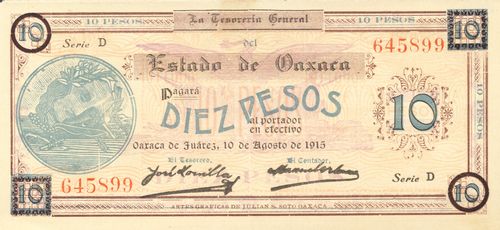 10 PESOS
La Tesorería General
10 PESOS
10
10
Serie D
del
645899
Estado de Oaxaca
Pagará
DIEZ PESOS
al portador
en efectivo
10
Oaxaca de Juárez, 10 de Agosto de 1915
El Tesorero,
El Contador,
10
645899
Serie D
10
ARTES GRAFICAS DE JULIAN S. SOTO OAXACA